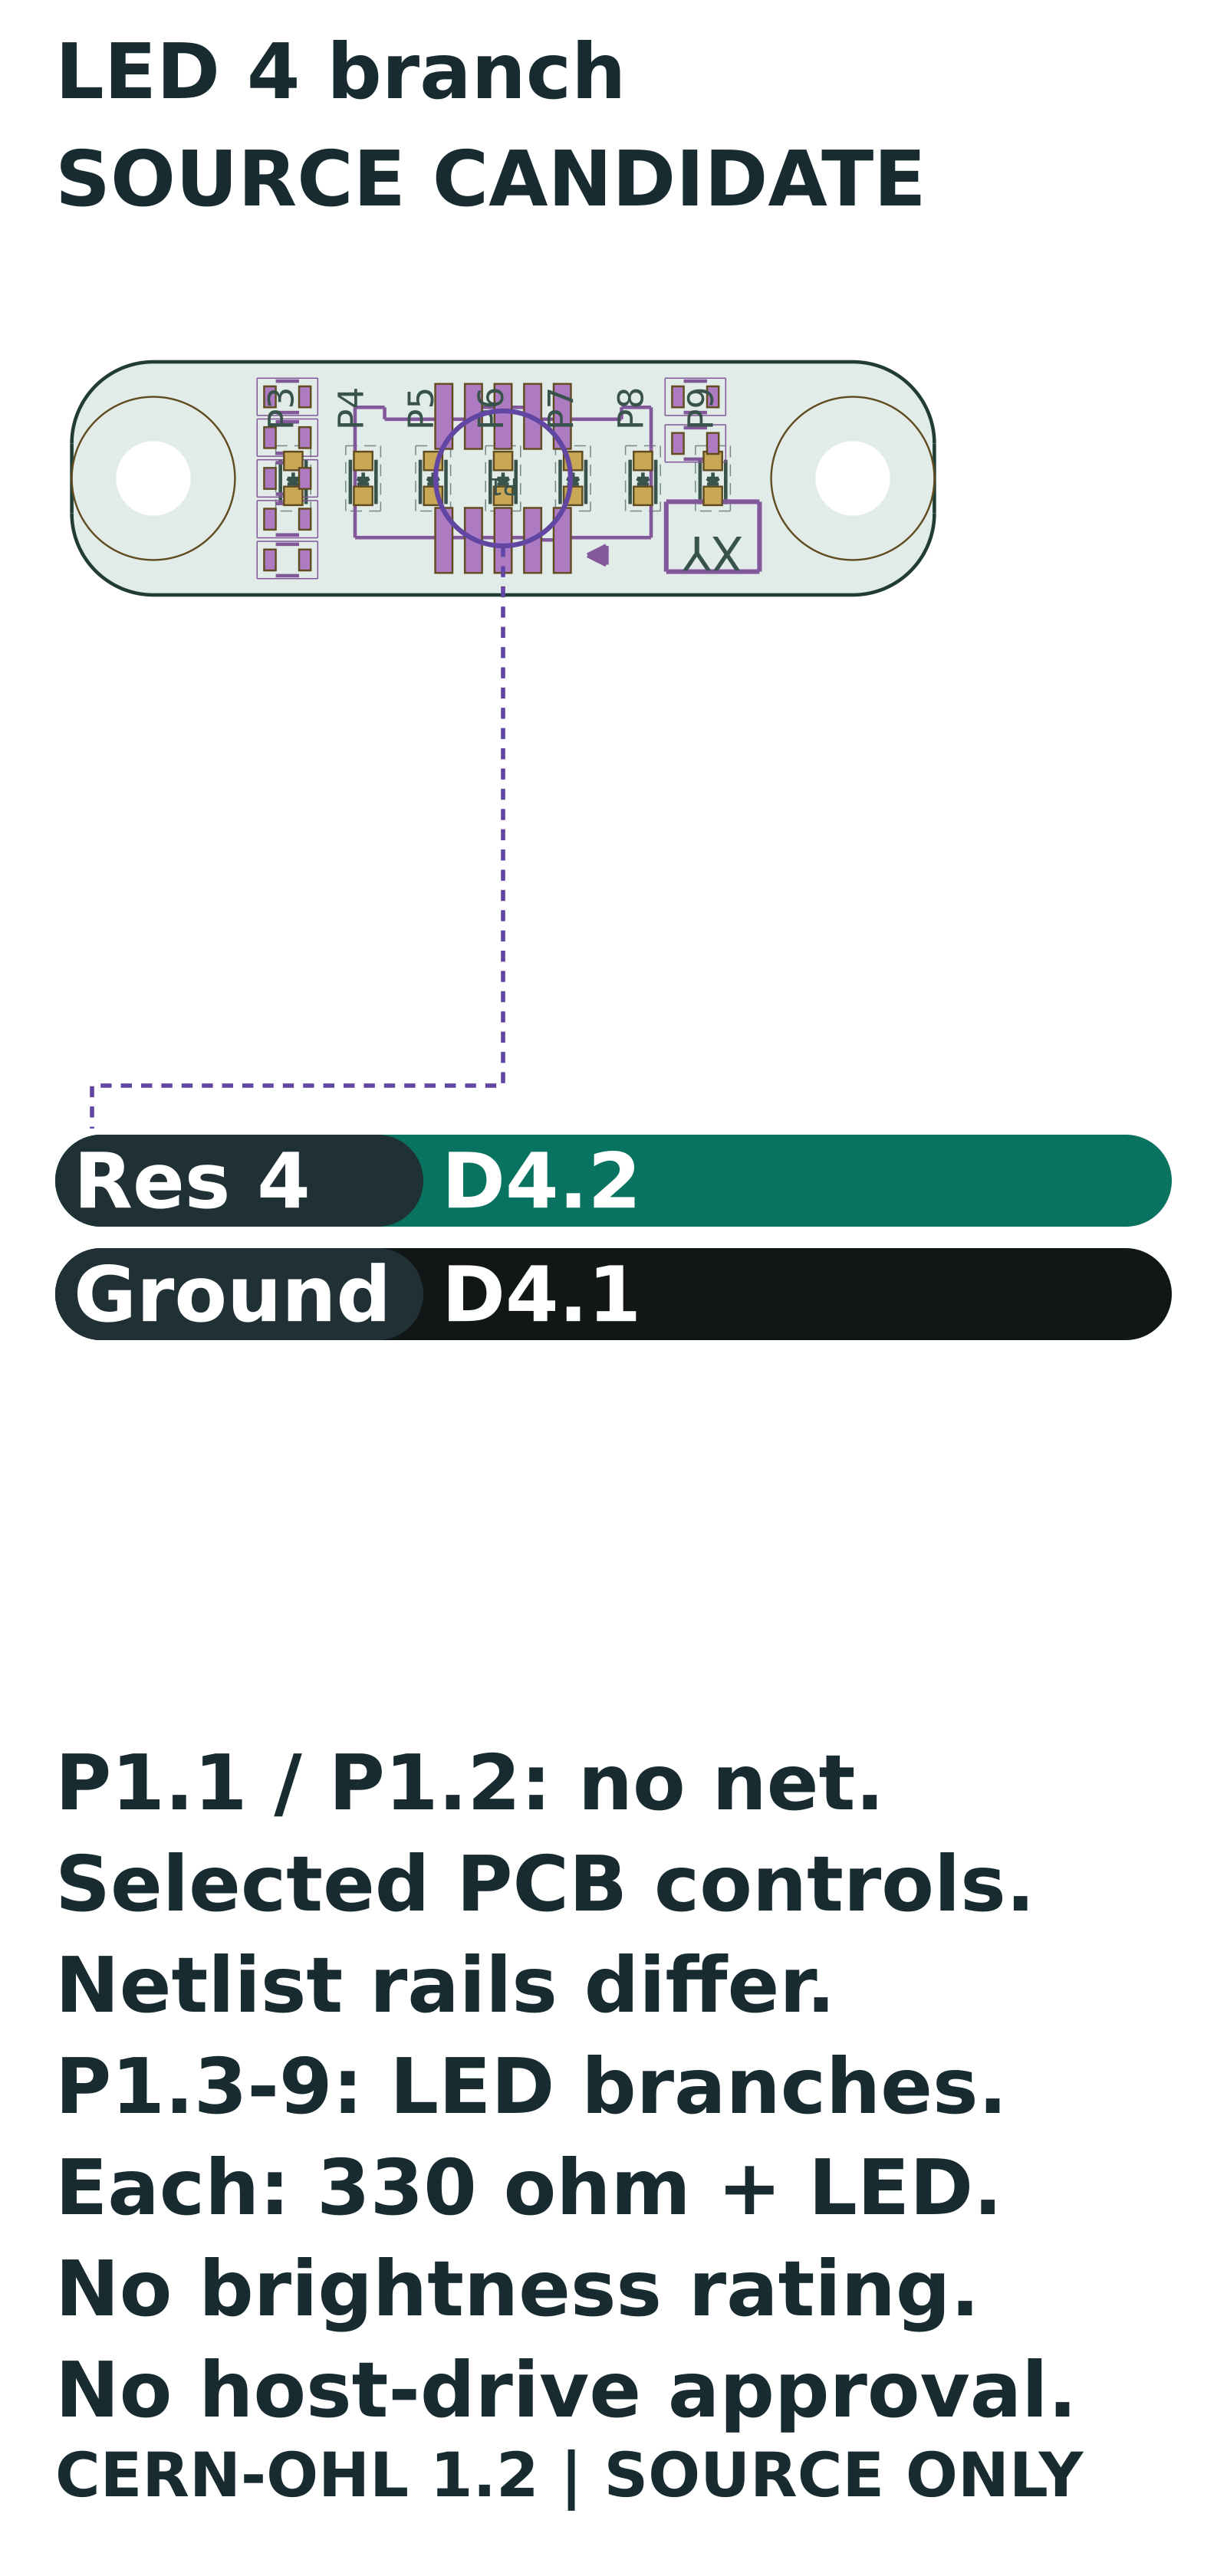 LED 4 branch
SOURCE CANDIDATE
P3 P4 P5 P6 P7 P8 P9
XY
Res 4 D4.2
Ground D4.1
P1.1 / P1.2: no net.
Selected PCB controls.
Netlist rails differ.
P1.3-9: LED branches.
Each: 330 ohm + LED.
No brightness rating.
No host-drive approval.
CERN-OHL 1.2 | SOURCE ONLY